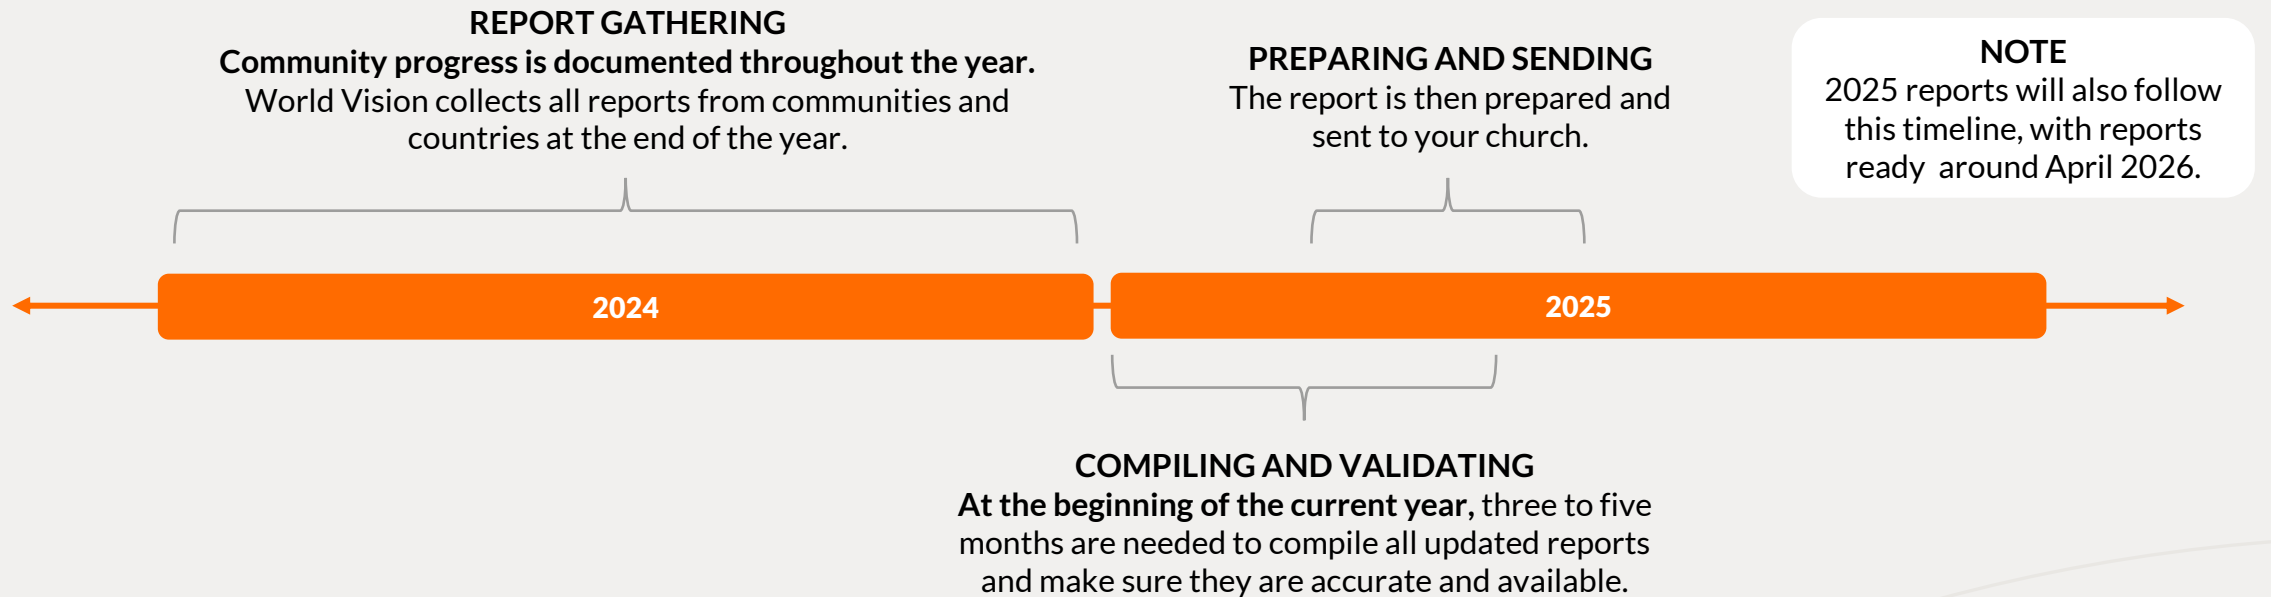 REPORT GATHERING
Community progress is documented throughout the year.
World Vision collects all reports from communities and
countries at the end of the year.
PREPARING AND SENDING
The report is then prepared and
sent to your church.
NOTE
2025 reports will also follow
this timeline, with reports
ready  around April 2026.
2024
2025
COMPILING AND VALIDATING
At the beginning of the current year, three to five
months are needed to compile all updated reports
and make sure they are accurate and available.